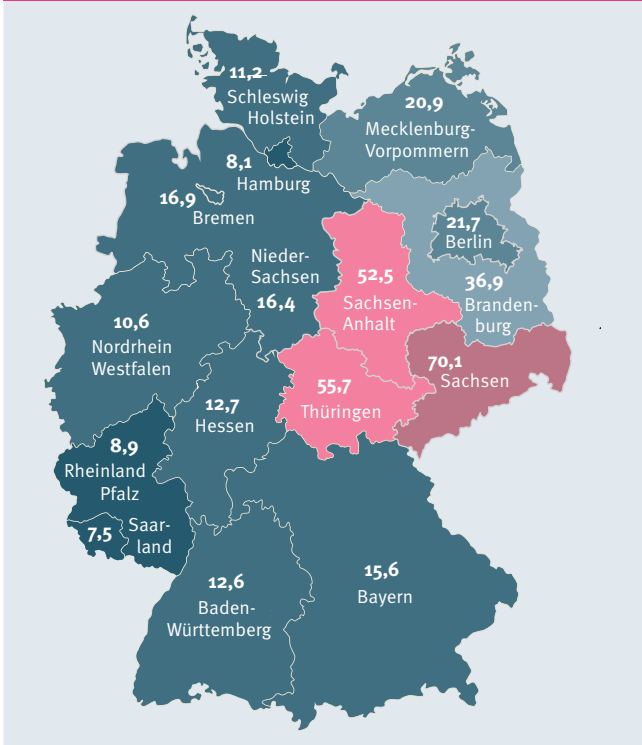 11,2
Schleswig
Holstein
20,9
Mecklenburg-
Vorpommern
8,1
Hamburg
16,9
Bremen
21,7
Berlin
Nieder-
Sachsen
16,4
52,5
Sachsen-
Anhalt
36,9
Branden-
burg
10,6
Nordrhein
Westfalen
70,1
Sachsen
55,7
Thüringen
12,7
Hessen
8,9
Rheinland
Pfalz
7,5
Saar-
land
12,6
Baden-
Württemberg
15,6
Bayern